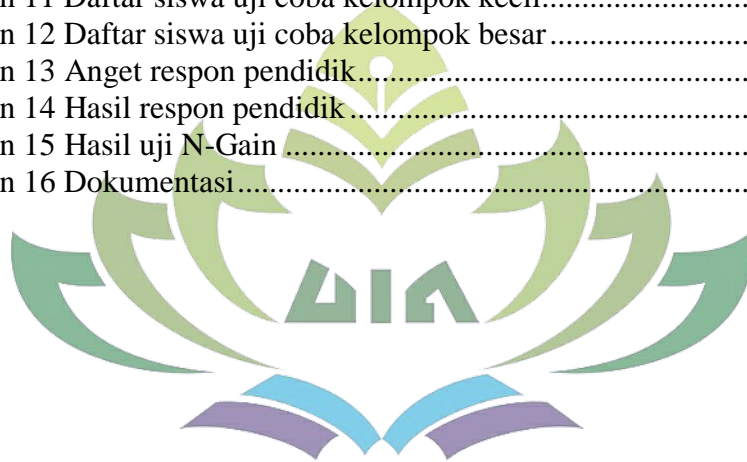 n 11 Daftar siswa uji coba kelompok kecil................................
n 12 Daftar siswa uji coba kelompok besar................................
n 13 Anget respon pendidik................................
n 14 Hasil respon pendidik................................
n 15 Hasil uji N-Gain................................
n 16 Dokumentasi................................
UIA